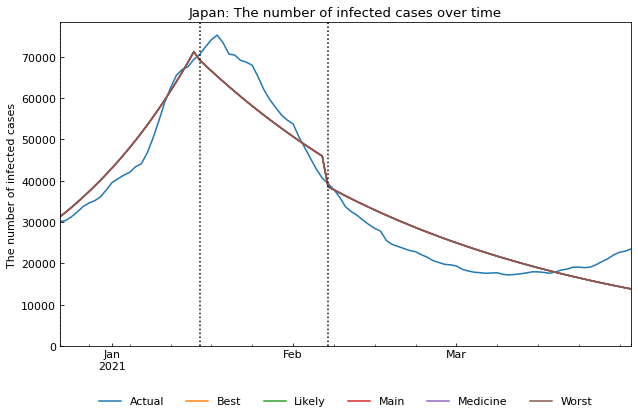 Japan: The number of infected cases over time
The number of infected cases
70000
60000
50000
40000
30000
20000
10000
0
Jan
2021
Feb
Mar
Actual
Best
Likely
Main
Medicine
Worst